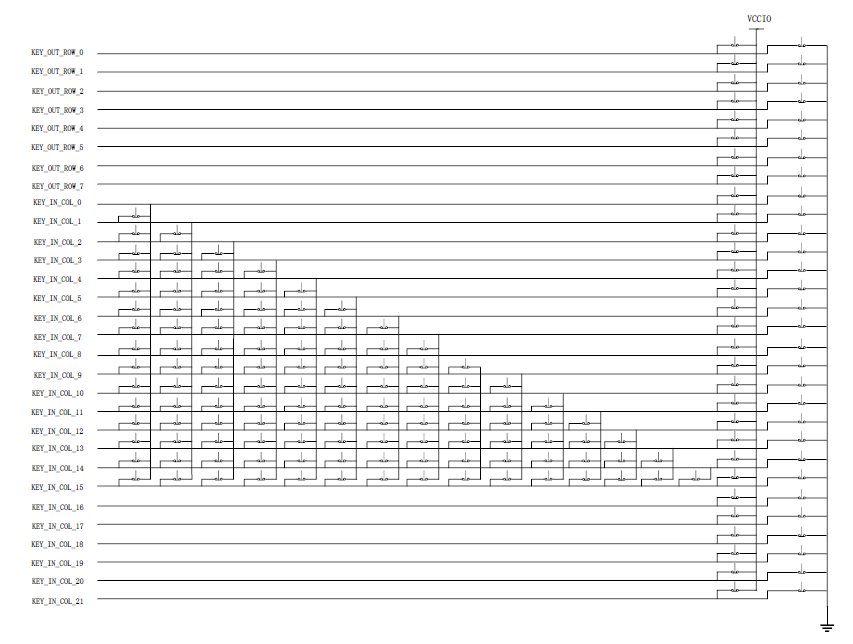 VCCIO
KEY_OUT_ROW_0
KEY_OUT_ROW_1
KEY_OUT_ROW_2
KEY_OUT_ROW_3
KEY_OUT_ROW_4
KEY_OUT_ROW_5
KEY_OUT_ROW_6
KEY_OUT_ROW_7
KEY_IN_COL_0
KEY_IN_COL_1
KEY_IN_COL_2
KEY_IN_COL_3
KEY_IN_COL_4
KEY_IN_COL_5
KEY_IN_COL_6
KEY_IN_COL_7
KEY_IN_COL_8
KEY_IN_COL_9
KEY_IN_COL_10
KEY_IN_COL_11
KEY_IN_COL_12
KEY_IN_COL_13
KEY_IN_COL_14
KEY_IN_COL_15
KEY_IN_COL_16
KEY_IN_COL_17
KEY_IN_COL_18
KEY_IN_COL_19
KEY_IN_COL_20
KEY_IN_COL_21